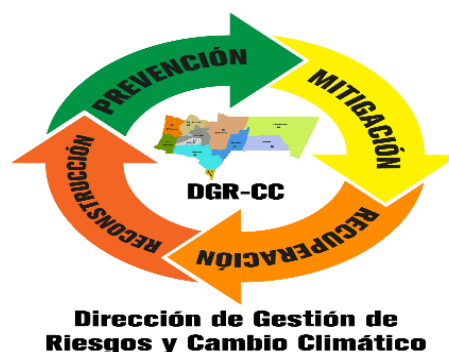 PREVENCIÓN
MITIGACIÓN
RECUPERACIÓN
RECONSTRUCCIÓN
DGR-CC
Dirección de Gestión de
Riesgos y Cambio Climático